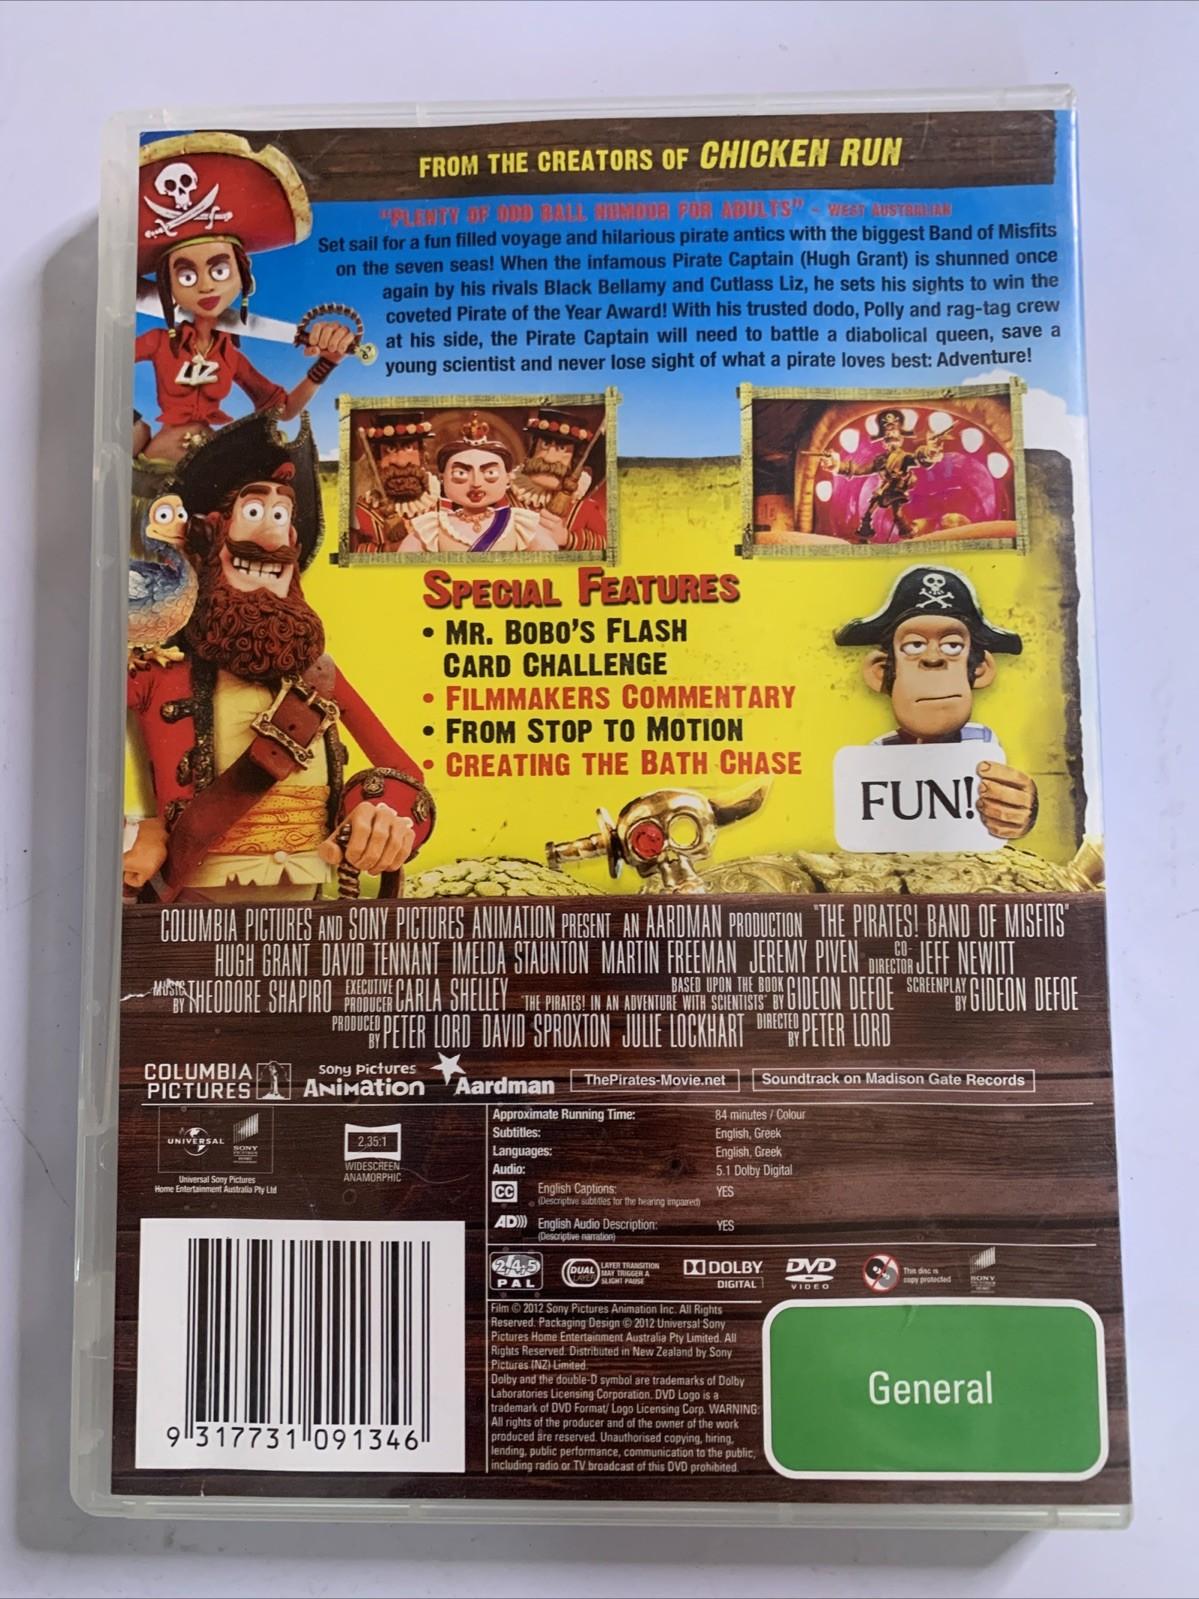 FROM THE CREATORS OF CHICKEN RUN
"PLENTY OF ODD BALL HUMOUR FOR ADULTS" - WEST AUSTRALIAN
Set sail for a fun filled voyage and hilarious pirate antics with the biggest Band of Misfits
on the seven seas! When the infamous Pirate Captain (Hugh Grant) is shunned once
again by his rivals Black Bellamy and Cutlass Liz, he sets his sights to win the
coveted Pirate of the Year Award! With his trusted dodo, Polly and rag-tag crew
at his side, the Pirate Captain will need to battle a diabolical queen, save a
young scientist and never lose sight of what a pirate loves best: Adventure!
LIZ
SPECIAL FEATURES
• MR. BOBO'S FLASH
CARD CHALLENGE
• FILMMAKERS COMMENTARY
• FROM STOP TO MOTION
• CREATING THE BATH CHASE
FUN!
COLUMBIA PICTURES AND SONY PICTURES ANIMATION PRESENT AN AARDMAN PRODUCTION "THE PIRATES! BAND OF MISFITS"
HUGH GRANT DAVID TENNANT IMELDA STAUNTON MARTIN FREEMAN JEREMY PIVEN CO-DIRECTOR JEFF NEWITT
MUSIC BY THEODORE SHAPIRO EXECUTIVE PRODUCER CARLA SHELLEY BASED UPON THE BOOK "THE PIRATES! IN AN ADVENTURE WITH SCIENTISTS" BY GIDEON DEFOE SCREENPLAY BY GIDEON DEFOE
PRODUCED BY PETER LORD DAVID SPROXTON JULIE LOCKHART DIRECTED BY PETER LORD
COLUMBIA PICTURES
Sony Pictures Animation
Aardman
ThePirates-Movie.net
Soundtrack on Madison Gate Records
UNIVERSAL
SONY
Universal Sony Pictures
Home Entertainment Australia Pty Ltd
2.35:1
WIDESCREEN
ANAMORPHIC
Approximate Running Time: 84 minutes / Colour
Subtitles: English, Greek
Languages: English, Greek
Audio: 5.1 Dolby Digital
CC English Captions: YES
(Descriptive subtitles for the hearing impaired)
AD))) English Audio Description: YES
(Descriptive narration)
2,4,5
PAL
DUAL LAYER
LAYER TRANSITION
MAY TRIGGER A
SLIGHT PAUSE
DOLBY
DIGITAL
DVD
VIDEO
This disc is
copy protected
SONY
Film © 2012 Sony Pictures Animation Inc. All Rights
Reserved. Packaging Design © 2012 Universal Sony
Pictures Home Entertainment Australia Pty Limited. All
Rights Reserved. Distributed in New Zealand by Sony
Pictures (NZ) Limited.
Dolby and the double-D symbol are trademarks of Dolby
Laboratories Licensing Corporation. DVD Logo is a
trademark of DVD Format/ Logo Licensing Corp. WARNING:
All rights of the producer and of the owner of the work
produced are reserved. Unauthorised copying, hiring,
lending, public performance, communication to the public,
including radio or TV broadcast of this DVD prohibited.
General
9 317731 091346